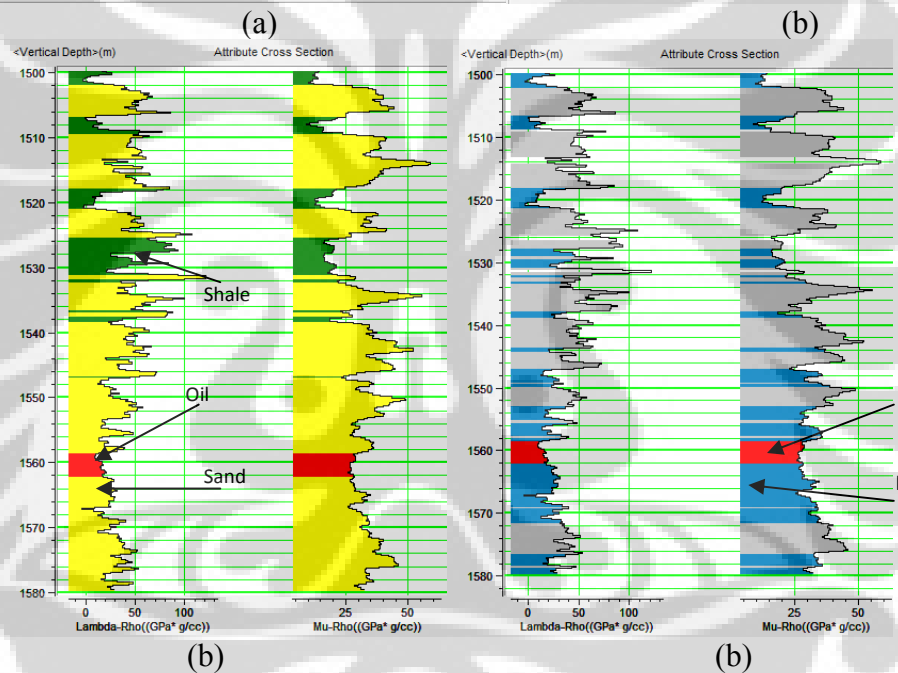 (a)
(b)
<Vertical Depth>(m)
Attribute Cross Section
1500
1510
1520
1530
1540
1550
1560
1570
1580
Shale
Oil
Sand
0
50
100
25
50
Lambda-Rho((GPa* g/cc))
Mu-Rho((GPa* g/cc))
(b)
<Vertical Depth>(m)
Attribute Cross Section
1500
1510
1520
1530
1540
1550
1560
1570
1580
0
50
100
25
50
Lambda-Rho((GPa* g/cc))
Mu-Rho((GPa* g/cc))
(b)